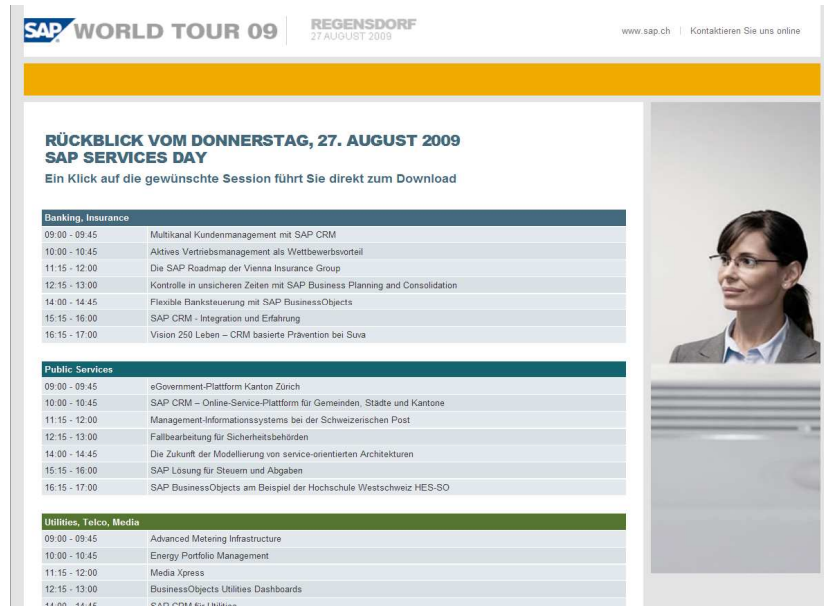 SAP WORLD TOUR 09
REGENSDORF
27 AUGUST 2009
www.sap.ch | Kontaktieren Sie uns online
RÜCKBLICK VOM DONNERSTAG, 27. AUGUST 2009
SAP SERVICES DAY
Ein Klick auf die gewünschte Session führt Sie direkt zum Download
Banking, Insurance
09:00 - 09:45 Multikanal Kundenmanagement mit SAP CRM
10:00 - 10:45 Aktives Vertriebsmanagement als Wettbewerbsvorteil
11:15 - 12:00 Die SAP Roadmap der Vienna Insurance Group
12:15 - 13:00 Kontrolle in unsicheren Zeiten mit SAP Business Planning and Consolidation
14:00 - 14:45 Flexible Banksteuerung mit SAP BusinessObjects
15:15 - 16:00 SAP CRM - Integration und Erfahrung
16:15 - 17:00 Vision 250 Leben – CRM basierte Prävention bei Suva
Public Services
09:00 - 09:45 eGovernment-Plattform Kanton Zürich
10:00 - 10:45 SAP CRM – Online-Service-Plattform für Gemeinden, Städte und Kantone
11:15 - 12:00 Management-Informationssystems bei der Schweizerischen Post
12:15 - 13:00 Fallbearbeitung für Sicherheitsbehörden
14:00 - 14:45 Die Zukunft der Modellierung von service-orientierten Architekturen
15:15 - 16:00 SAP Lösung für Steuern und Abgaben
16:15 - 17:00 SAP BusinessObjects am Beispiel der Hochschule Westschweiz HES-SO
Utilities, Telco, Media
09:00 - 09:45 Advanced Metering Infrastructure
10:00 - 10:45 Energy Portfolio Management
11:15 - 12:00 Media Xpress
12:15 - 13:00 BusinessObjects Utilities Dashboards
14:00 - 14:45 SAP CRM für Utilities